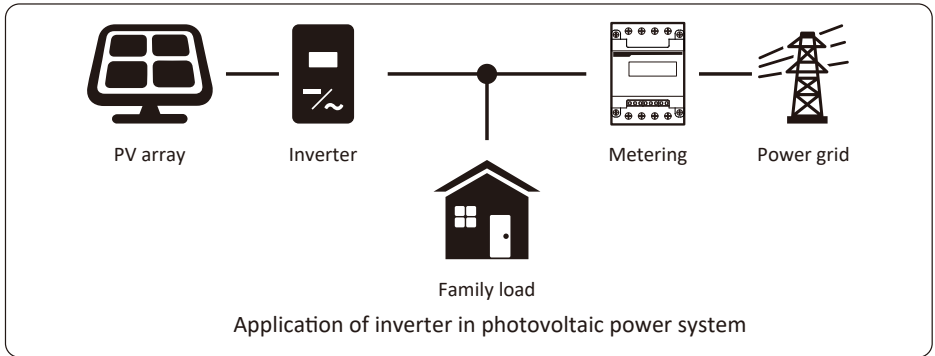 PV array
Inverter
Metering
Power grid
Family load
Application of inverter in photovoltaic power system